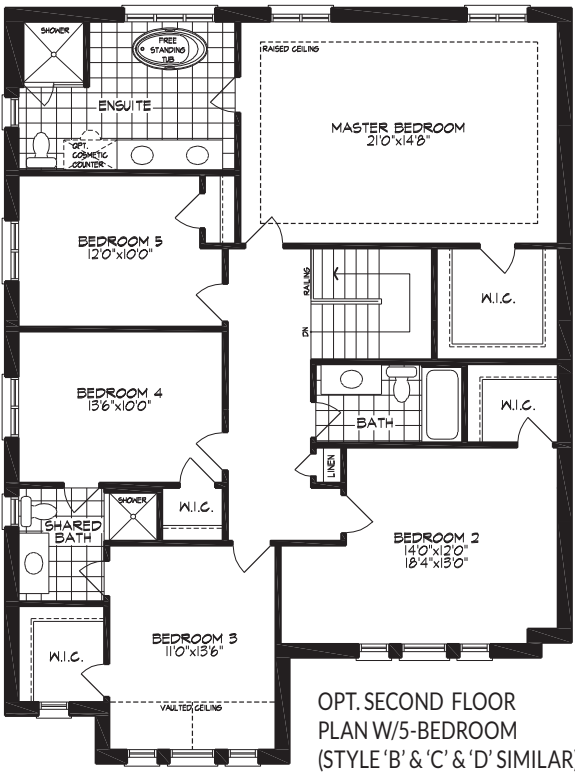 SHOWER
FREE
STANDING
TUB
RAISED CEILING
ENSUITE
MASTER BEDROOM
21'0"x14'8"
OPT.
COSMETIC
COUNTER
BEDROOM 5
12'0"x10'0"
RAILING
DN
W.I.C.
BEDROOM 4
13'6"x10'0"
BATH
W.I.C.
LINEN
SHOWER
W.I.C.
SHARED
BATH
BEDROOM 2
14'0"x12'0"
18'4"x13'0"
BEDROOM 3
11'0"x13'6"
W.I.C.
VAULTED CEILING
OPT. SECOND FLOOR
PLAN W/5-BEDROOM
(STYLE ‘B’ & ‘C’ & ‘D’ SIMILAR)